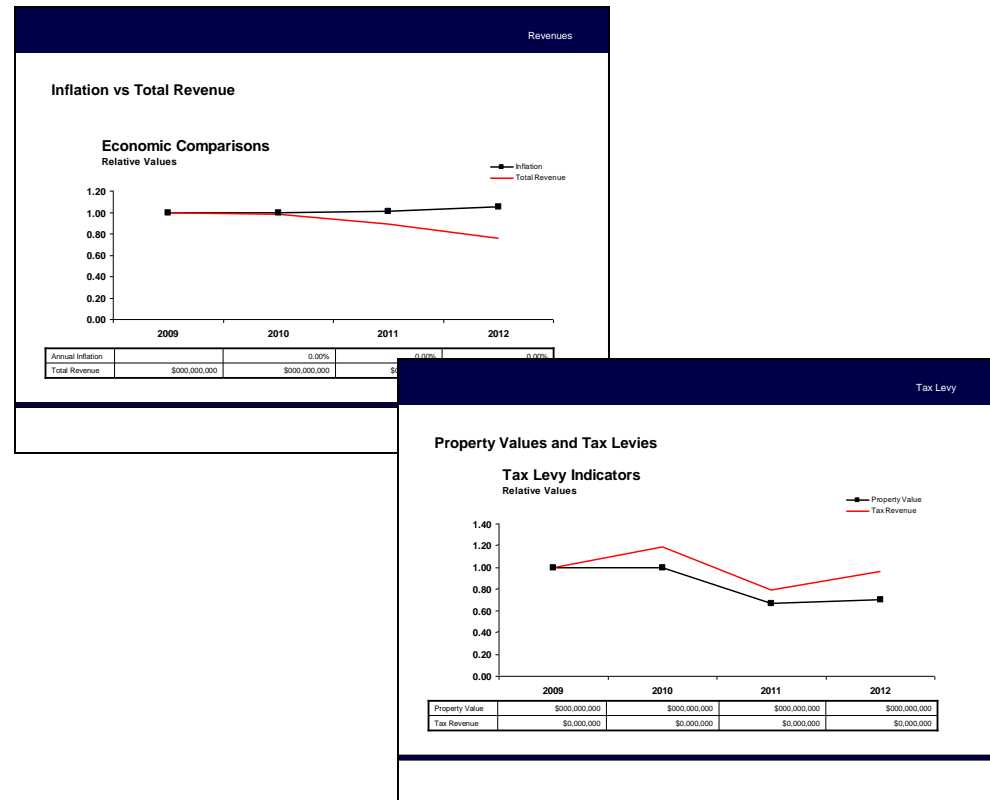 Revenues
Inflation vs Total Revenue
Economic Comparisons
Relative Values
Inflation
Total Revenue
1.20
1.00
0.80
0.60
0.40
0.20
0.00
2009 2010 2011 2012
Annual Inflation 0.00% 0.00% 0.00%
Total Revenue $000,000,000 $000,000,000
Tax Levy
Property Values and Tax Levies
Tax Levy Indicators
Relative Values
Property Value
Tax Revenue
1.40
1.20
1.00
0.80
0.60
0.40
0.20
0.00
2009 2010 2011 2012
Property Value $000,000,000 $000,000,000 $000,000,000 $000,000,000
Tax Revenue $0,000,000 $0,000,000 $0,000,000 $0,000,000